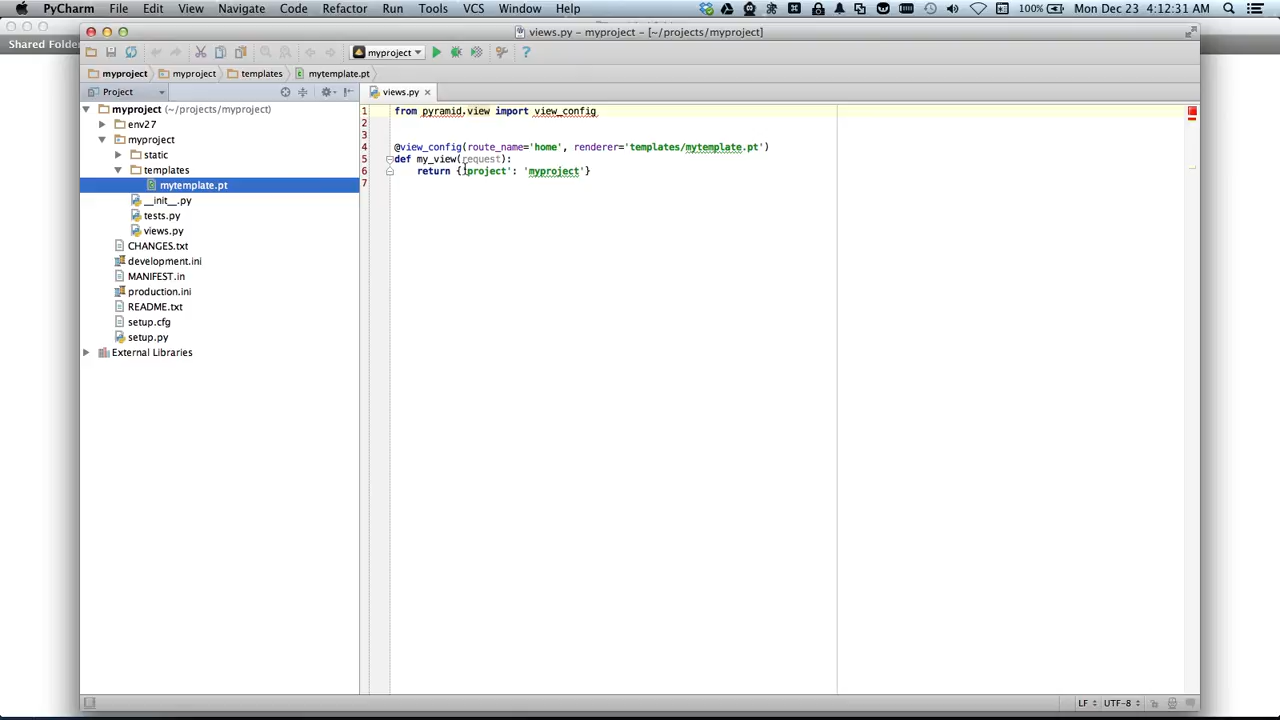 PyCharm File Edit View Navigate Code Refactor Run Tools VCS Window Help 100% Mon Dec 23 4:12:31 AM
Shared Folde
views.py – myproject – [~/projects/myproject]
myproject
myproject myproject templates mytemplate.pt
Project views.py
myproject (~/projects/myproject)
env27
myproject
static
templates
mytemplate.pt
__init__.py
tests.py
views.py
CHANGES.txt
development.ini
MANIFEST.in
production.ini
README.txt
setup.cfg
setup.py
External Libraries
1 from pyramid.view import view_config
2
3
4 @view_config(route_name='home', renderer='templates/mytemplate.pt')
5 def my_view(request):
6 return {'project': 'myproject'}
7
LF UTF-8